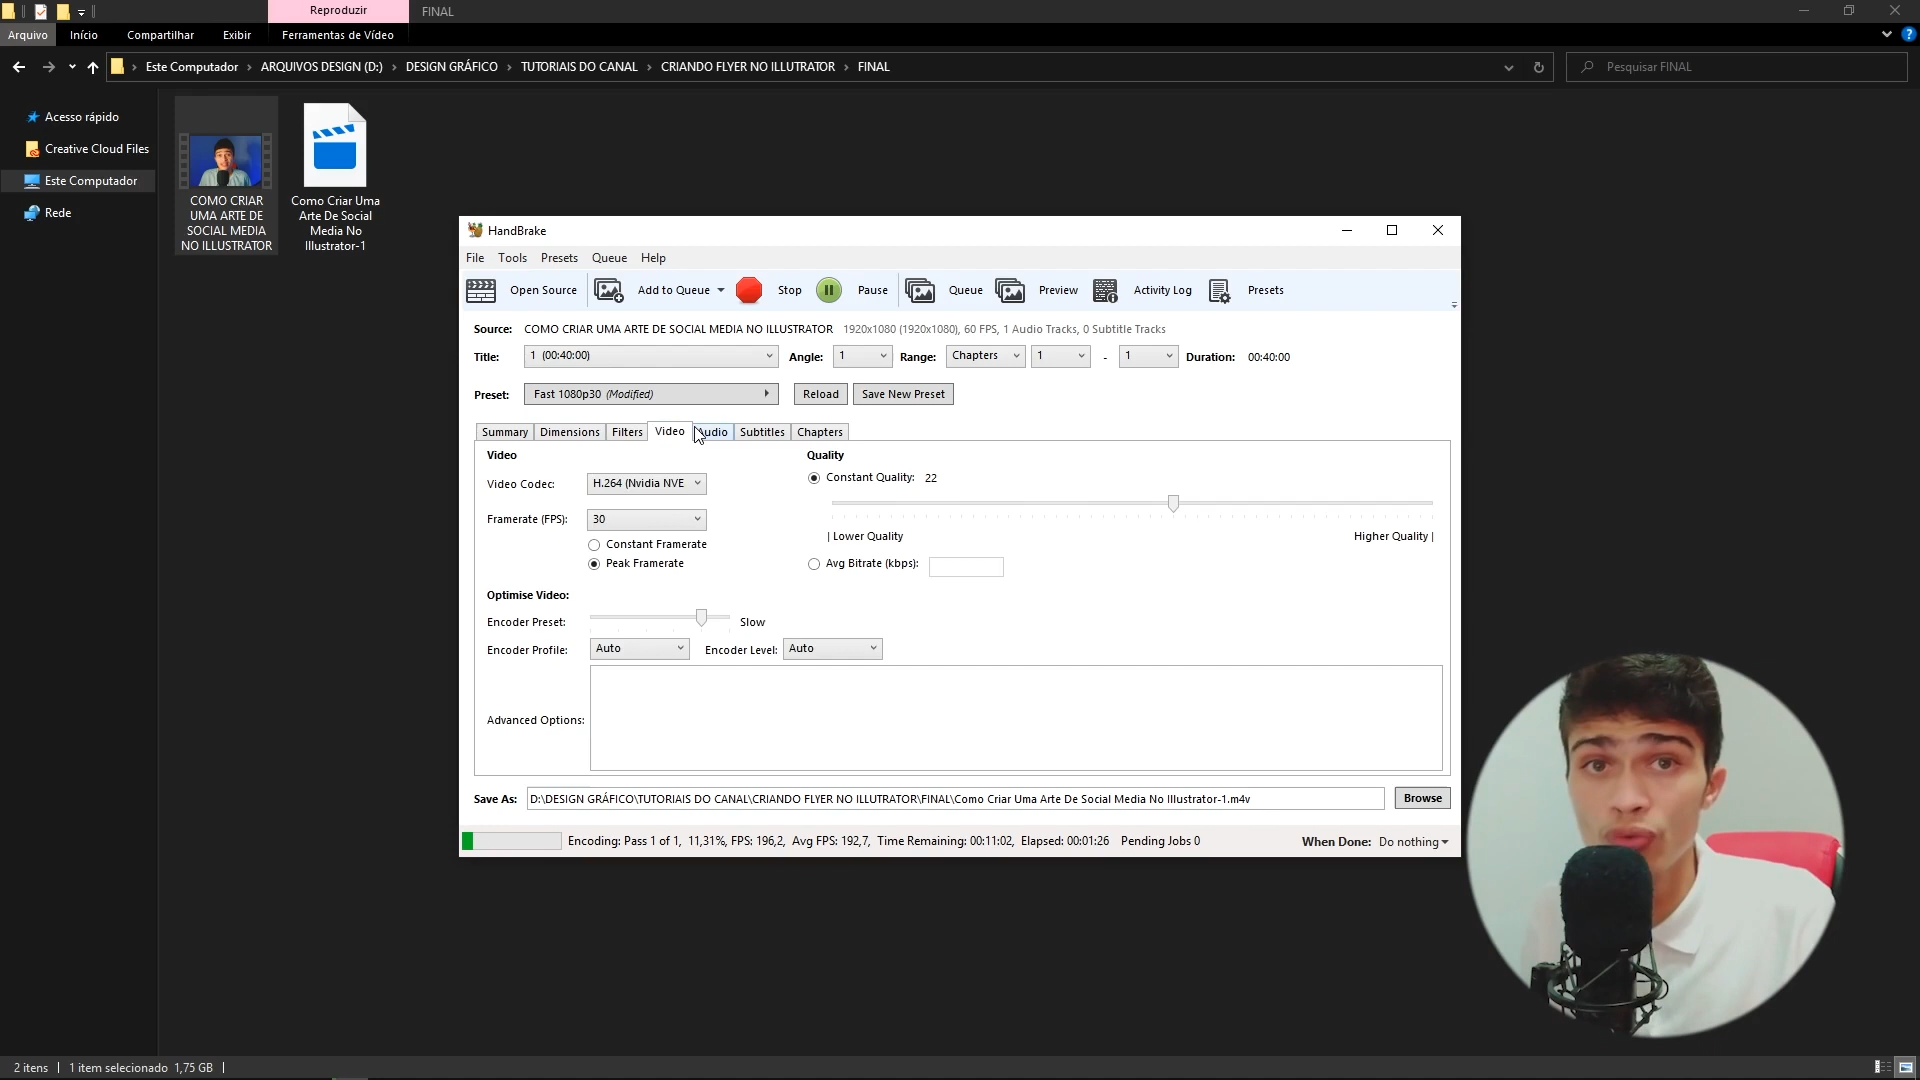 Reproduzir
FINAL
Arquivo
Início
Compartilhar
Exibir
Ferramentas de Vídeo
?
Este Computador › ARQUIVOS DESIGN (D:) › DESIGN GRÁFICO › TUTORIAIS DO CANAL › CRIANDO FLYER NO ILLUTRATOR › FINAL
Pesquisar FINAL
Acesso rápido
Creative Cloud Files
Este Computador
Rede
COMO CRIAR
UMA ARTE DE
SOCIAL MEDIA
NO ILLUSTRATOR
Como Criar Uma
Arte De Social
Media No
Illustrator-1
HandBrake
File Tools Presets Queue Help
Open Source Add to Queue Stop Pause Queue Preview Activity Log Presets
Source: COMO CRIAR UMA ARTE DE SOCIAL MEDIA NO ILLUSTRATOR 1920x1080 (1920x1080), 60 FPS, 1 Audio Tracks, 0 Subtitle Tracks
Title: 1 (00:40:00) Angle: 1 Range: Chapters 1 - 1 Duration: 00:40:00
Preset: Fast 1080p30 (Modified) Reload Save New Preset
Summary Dimensions Filters Video Audio Subtitles Chapters
Video
Quality
Video Codec: H.264 (Nvidia NVE
Constant Quality: 22
Framerate (FPS): 30
| Lower Quality
Higher Quality |
Constant Framerate
Peak Framerate
Avg Bitrate (kbps):
Optimise Video:
Encoder Preset: Slow
Encoder Profile: Auto Encoder Level: Auto
Advanced Options:
Save As: D:\DESIGN GRÁFICO\TUTORIAIS DO CANAL\CRIANDO FLYER NO ILLUTRATOR\FINAL\Como Criar Uma Arte De Social Media No Illustrator-1.m4v Browse
Encoding: Pass 1 of 1, 11,31%, FPS: 196,2, Avg FPS: 192,7, Time Remaining: 00:11:02, Elapsed: 00:01:26 Pending Jobs 0
When Done: Do nothing
2 itens | 1 item selecionado 1,75 GB |